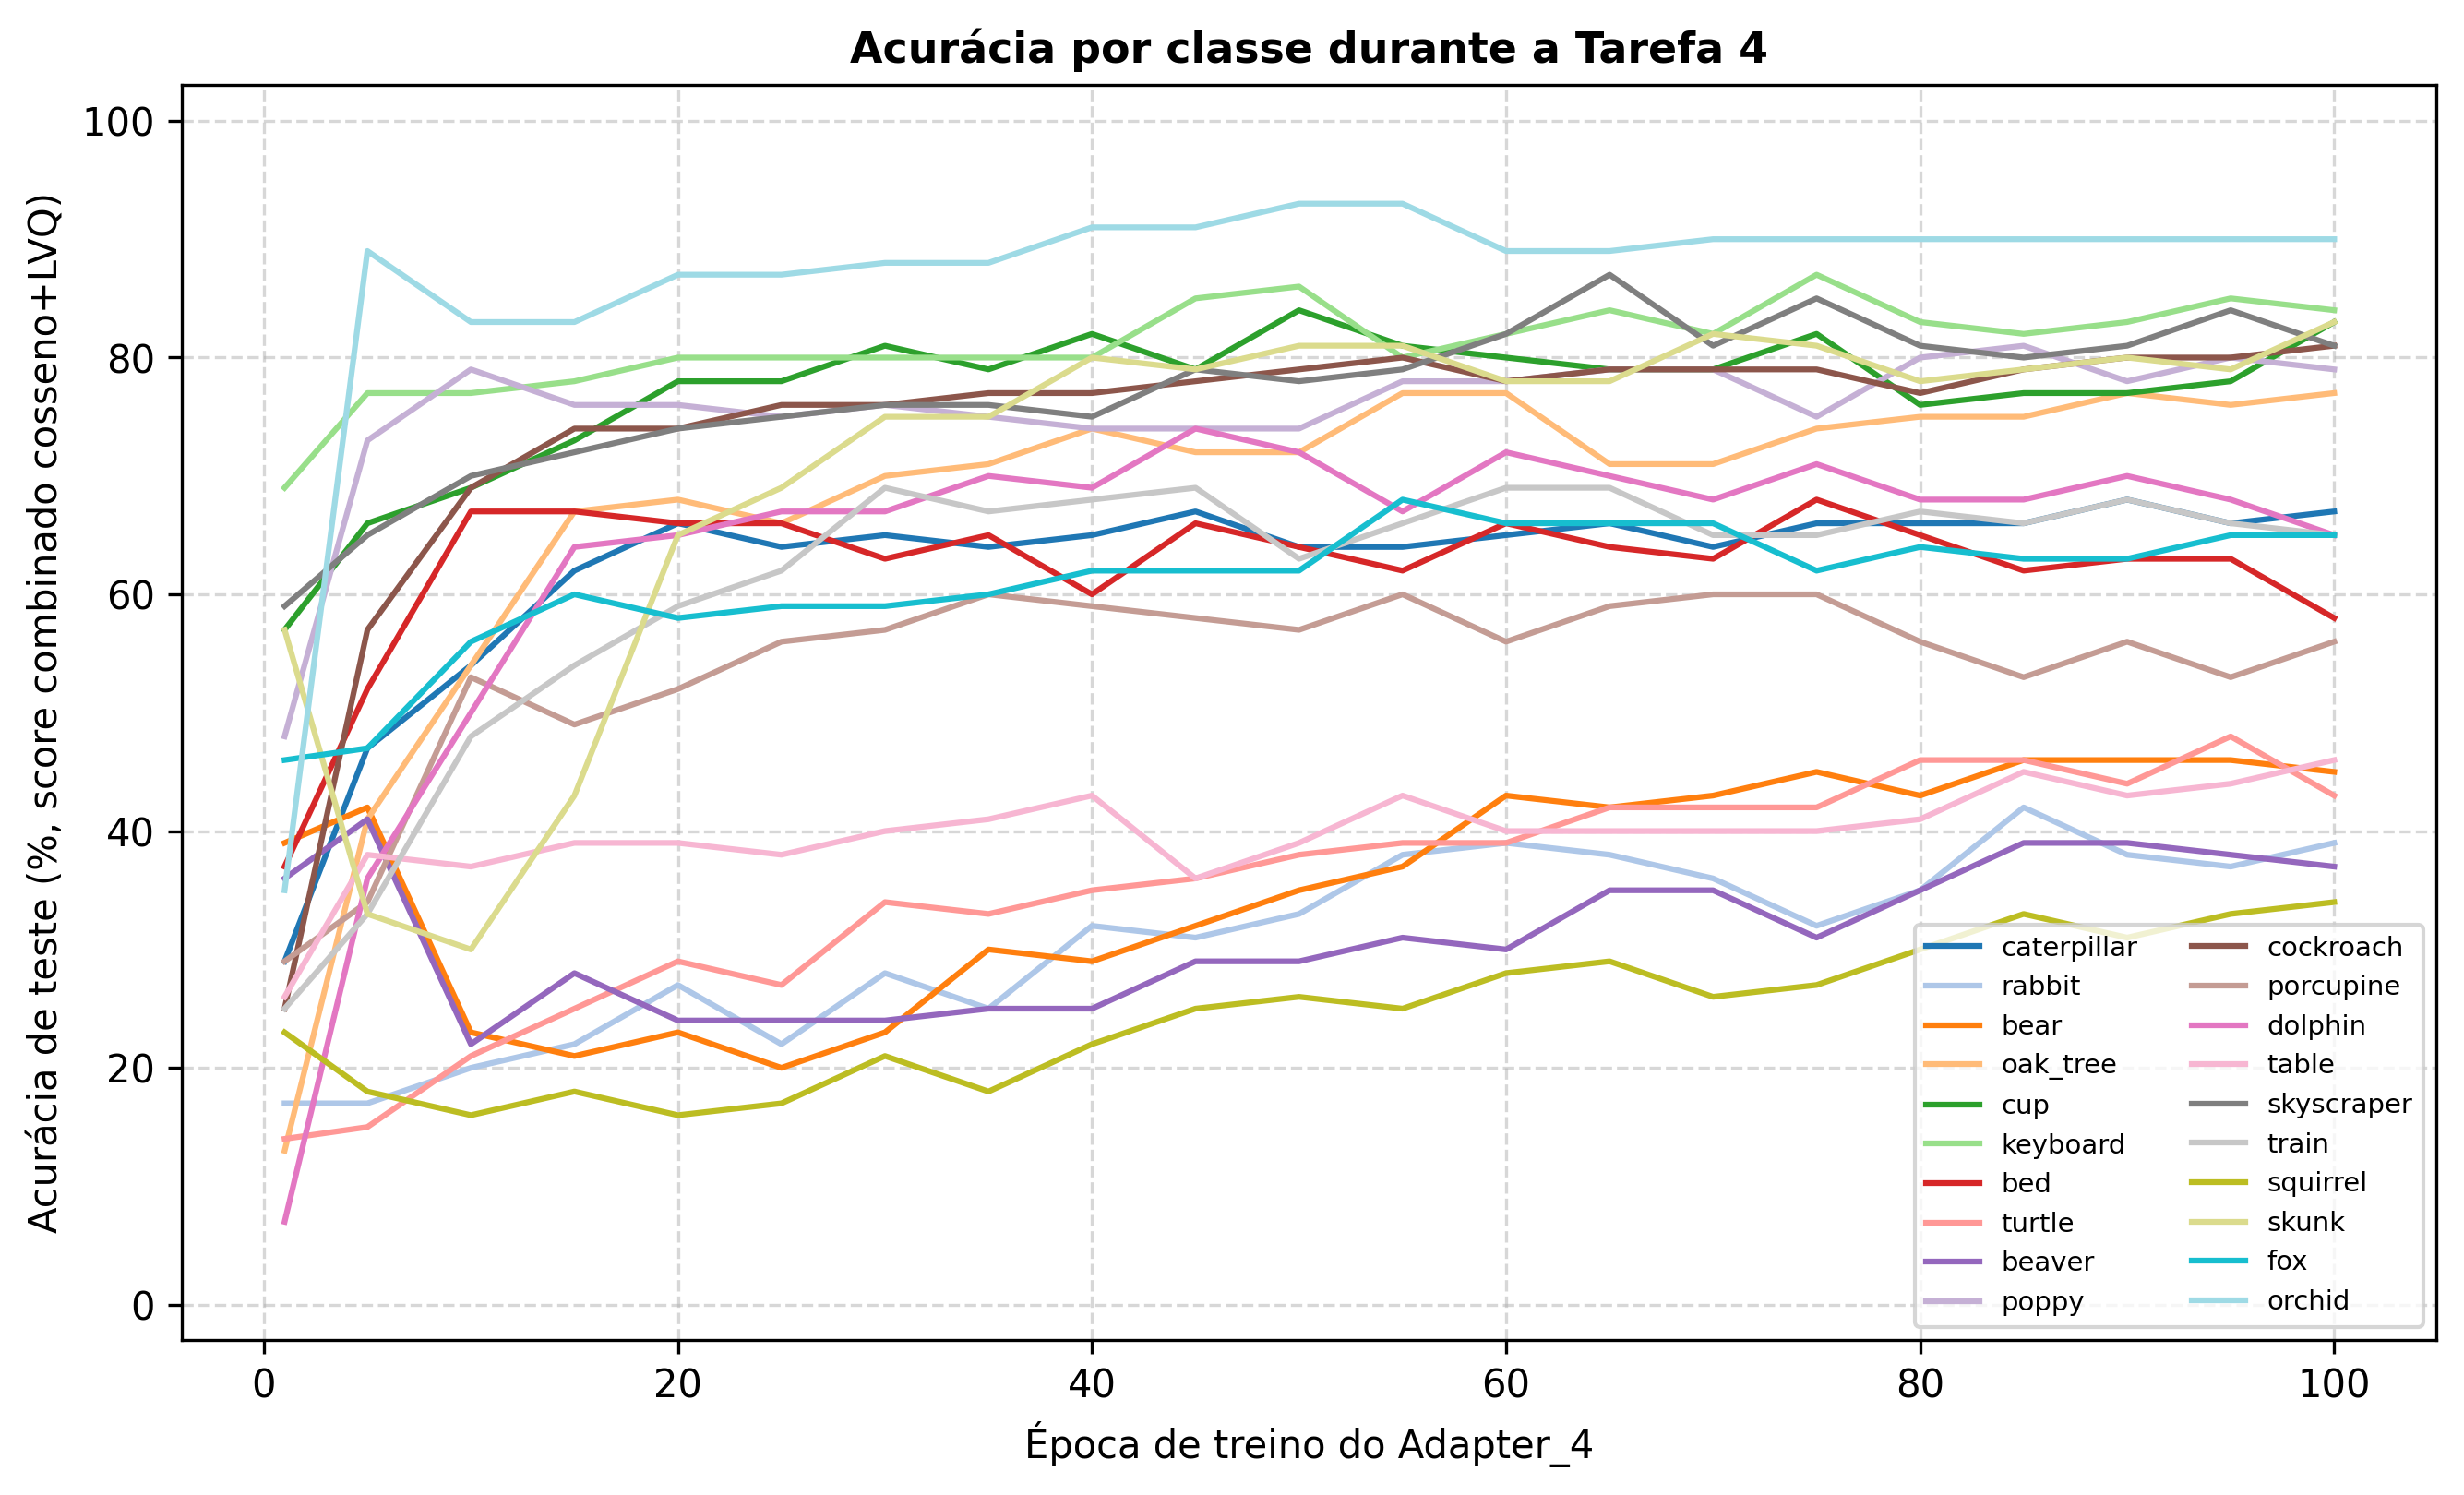 Acurácia por classe durante a Tarefa 4
Acurácia de teste (%, score combinado cosseno+LVQ)
100
80
60
40
20
0
0 20 40 60 80 100
Época de treino do Adapter_4
caterpillar
rabbit
bear
oak_tree
cup
keyboard
bed
turtle
beaver
poppy
cockroach
porcupine
dolphin
table
skyscraper
train
squirrel
skunk
fox
orchid